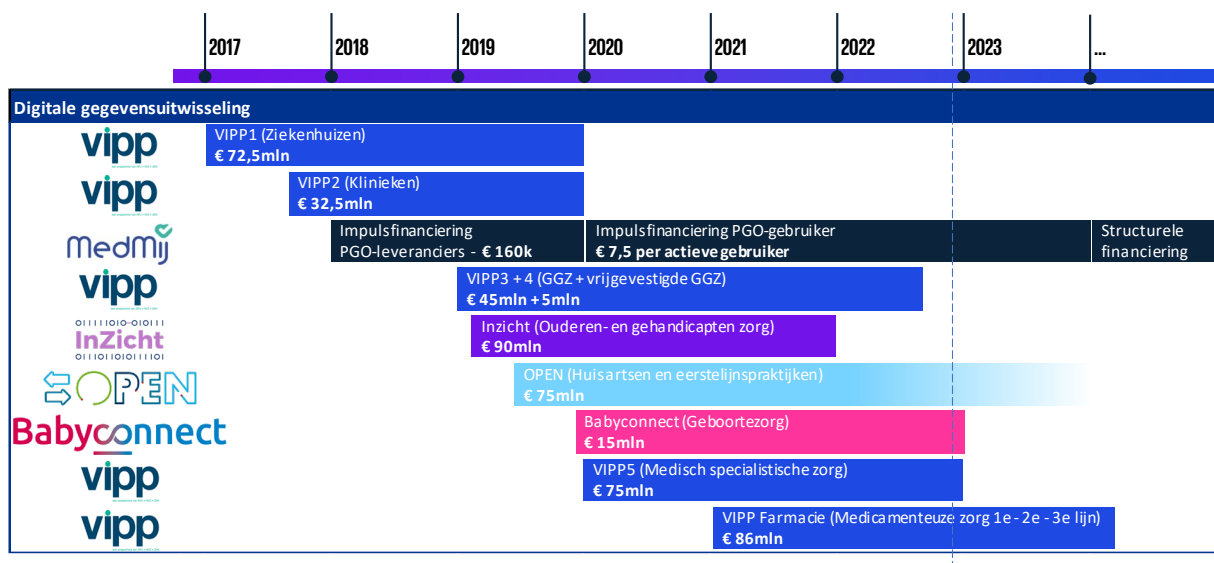 2017 2018 2019 2020 2021 2022 2023 ...
Digitale gegevensuitwisseling
vipp
VIPP1 (Ziekenhuizen)
€ 72,5mln
vipp
VIPP2 (Klinieken)
€ 32,5mln
MedMij
Impulsfinanciering
PGO-leveranciers - € 160k
Impulsfinanciering PGO-gebruiker
€ 7,5 per actieve gebruiker
Structurele
financiering
vipp
VIPP3 + 4 (GGZ + vrijgevestigde GGZ)
€ 45mln + 5mln
InZicht
Inzicht (Ouderen- en gehandicapten zorg)
€ 90mln
OPEN
OPEN (Huisartsen en eerstelijnspraktijken)
€ 75mln
Babyconnect
Babyconnect (Geboortezorg)
€ 15mln
vipp
VIPP5 (Medisch specialistische zorg)
€ 75mln
vipp
VIPP Farmacie (Medicamenteuze zorg 1e - 2e - 3e lijn)
€ 86mln